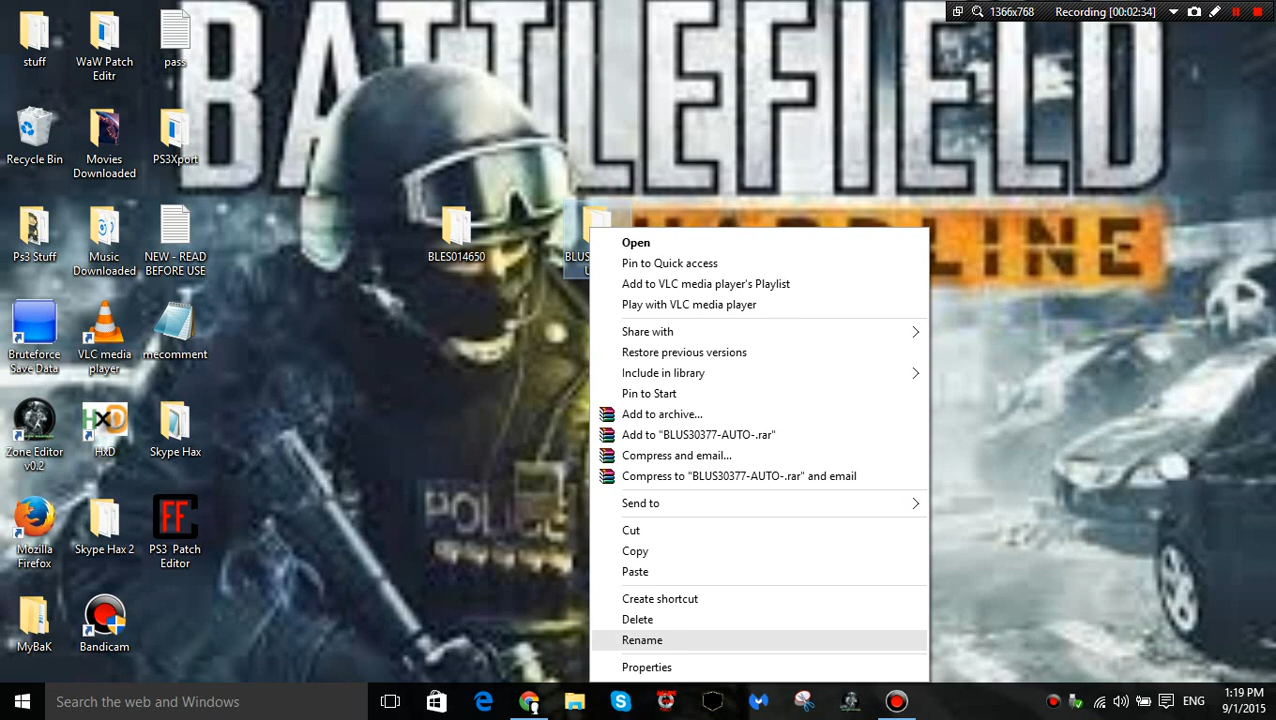 1366x768 Recording [00:02:34]
BATTLEFIELD
stuff
WaW Patch
Editr
pass
Recycle Bin
Movies
Downloaded
PS3Xport
Ps3 Stuff
Music
Downloaded
NEW - READ
BEFORE USE
BLES014650
BLUS
Bruteforce
Save Data
VLC media
player
mecomment
Zone Editor
v0.2
HxD
Skype Hax
Mozilla
Firefox
Skype Hax 2
FF
PS3 Patch
Editor
MyBaK
Bandicam
POLIC
Open
Pin to Quick access
Add to VLC media player's Playlist
Play with VLC media player
Share with
Restore previous versions
Include in library
Pin to Start
Add to archive...
Add to "BLUS30377-AUTO-.rar"
Compress and email...
Compress to "BLUS30377-AUTO-.rar" and email
Send to
Cut
Copy
Paste
Create shortcut
Delete
Rename
Properties
Search the web and Windows
ENG
1:19 PM
9/1/2015